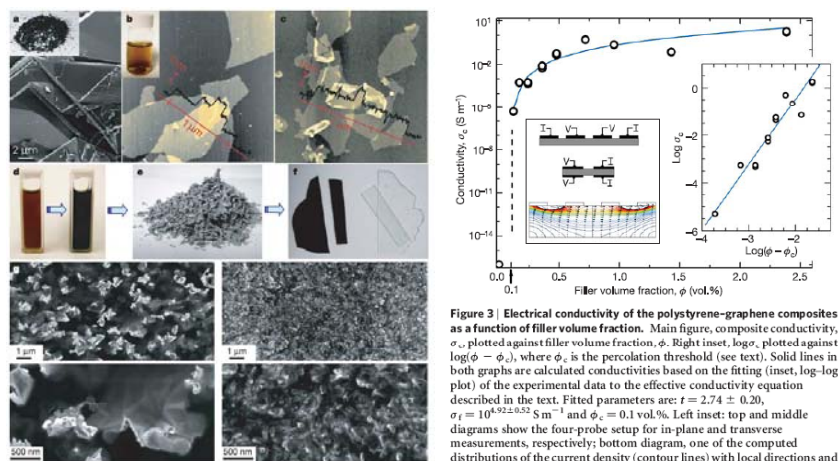 a
b
c
1 μm
2 μm
d
e
f
1 μm
1 μm
500 nm
500 nm
Conductivity, σc (S m⁻¹)
10¹
10⁻²
10⁻⁵
10⁻⁸
10⁻¹¹
10⁻¹⁴
I V V I
I
V
V
I
Log σc
0
−2
−4
−6
−4 −3 −2
Log(ϕ − ϕc)
0.0 0.5 1.0 1.5 2.0 2.5
0.1
Filler volume fraction, ϕ (vol.%)
Figure 3 | Electrical conductivity of the polystyrene–graphene composites
as a function of filler volume fraction. Main figure, composite conductivity,
σc, plotted against filler volume fraction, ϕ. Right inset, logσc plotted against
log(ϕ − ϕc), where ϕc is the percolation threshold (see text). Solid lines in
both graphs are calculated conductivities based on the fitting (inset, log–log
plot) of the experimental data to the effective conductivity equation
described in the text. Fitted parameters are: t = 2.74 ± 0.20,
σf = 10⁴·⁹²±⁰·⁵² S m⁻¹ and ϕc = 0.1 vol.%. Left inset: top and middle
diagrams show the four-probe setup for in-plane and transverse
measurements, respectively; bottom diagram, one of the computed
distributions of the current density (contour lines) with local directions and